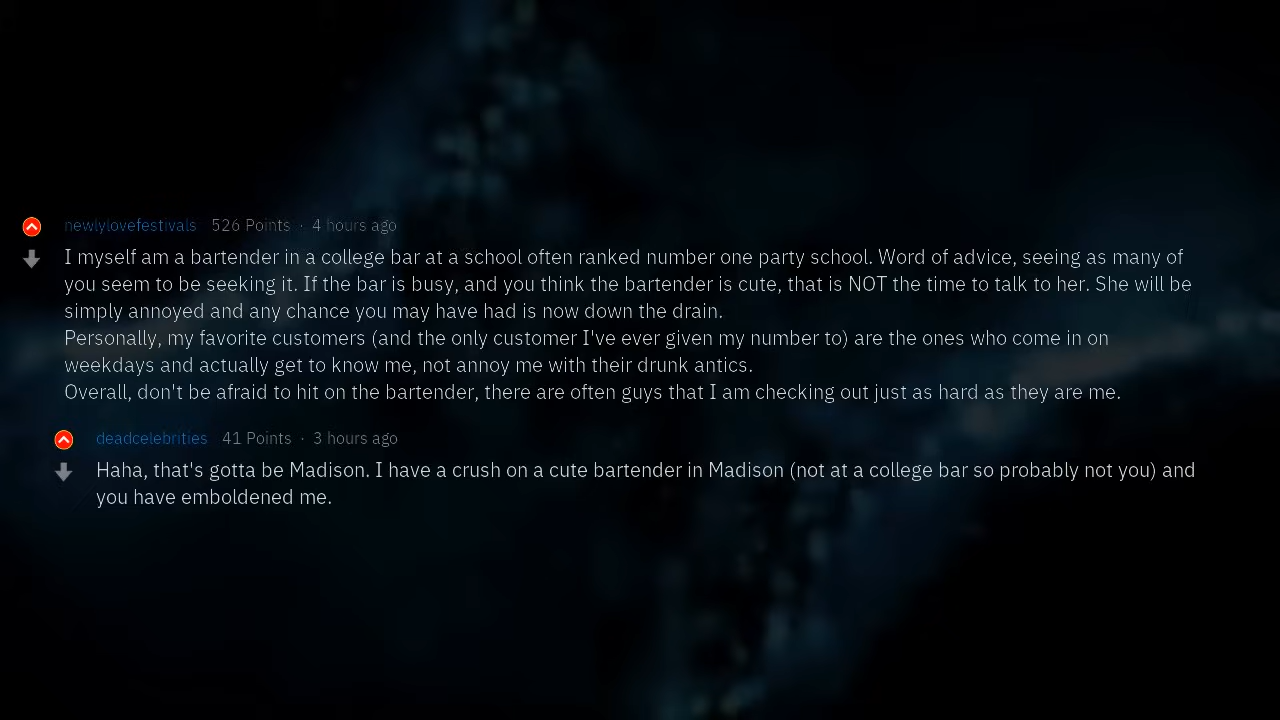 newlylovefestivals 526 Points · 4 hours ago
I myself am a bartender in a college bar at a school often ranked number one party school. Word of advice, seeing as many of
you seem to be seeking it. If the bar is busy, and you think the bartender is cute, that is NOT the time to talk to her. She will be
simply annoyed and any chance you may have had is now down the drain.
Personally, my favorite customers (and the only customer I've ever given my number to) are the ones who come in on
weekdays and actually get to know me, not annoy me with their drunk antics.
Overall, don't be afraid to hit on the bartender, there are often guys that I am checking out just as hard as they are me.
deadcelebrities 41 Points · 3 hours ago
Haha, that's gotta be Madison. I have a crush on a cute bartender in Madison (not at a college bar so probably not you) and
you have emboldened me.